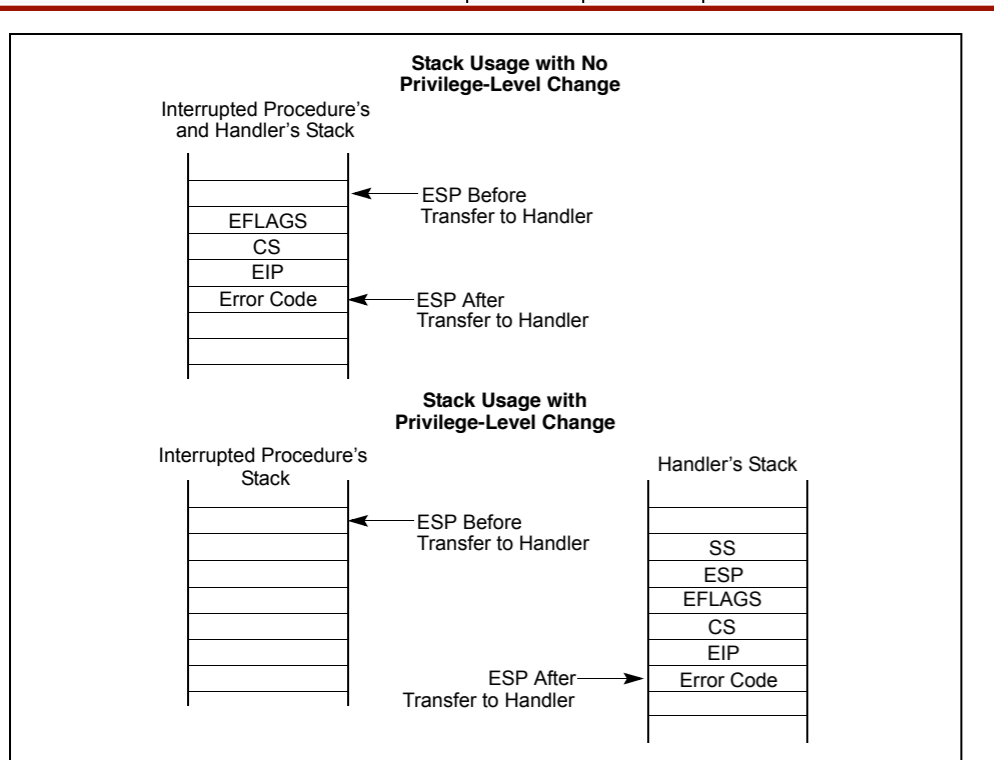 Stack Usage with No
Privilege-Level Change
Interrupted Procedure's
and Handler's Stack
ESP Before
Transfer to Handler
EFLAGS
CS
EIP
Error Code
ESP After
Transfer to Handler
Stack Usage with
Privilege-Level Change
Interrupted Procedure's
Stack
Handler's Stack
ESP Before
Transfer to Handler
SS
ESP
EFLAGS
CS
EIP
Error Code
ESP After
Transfer to Handler